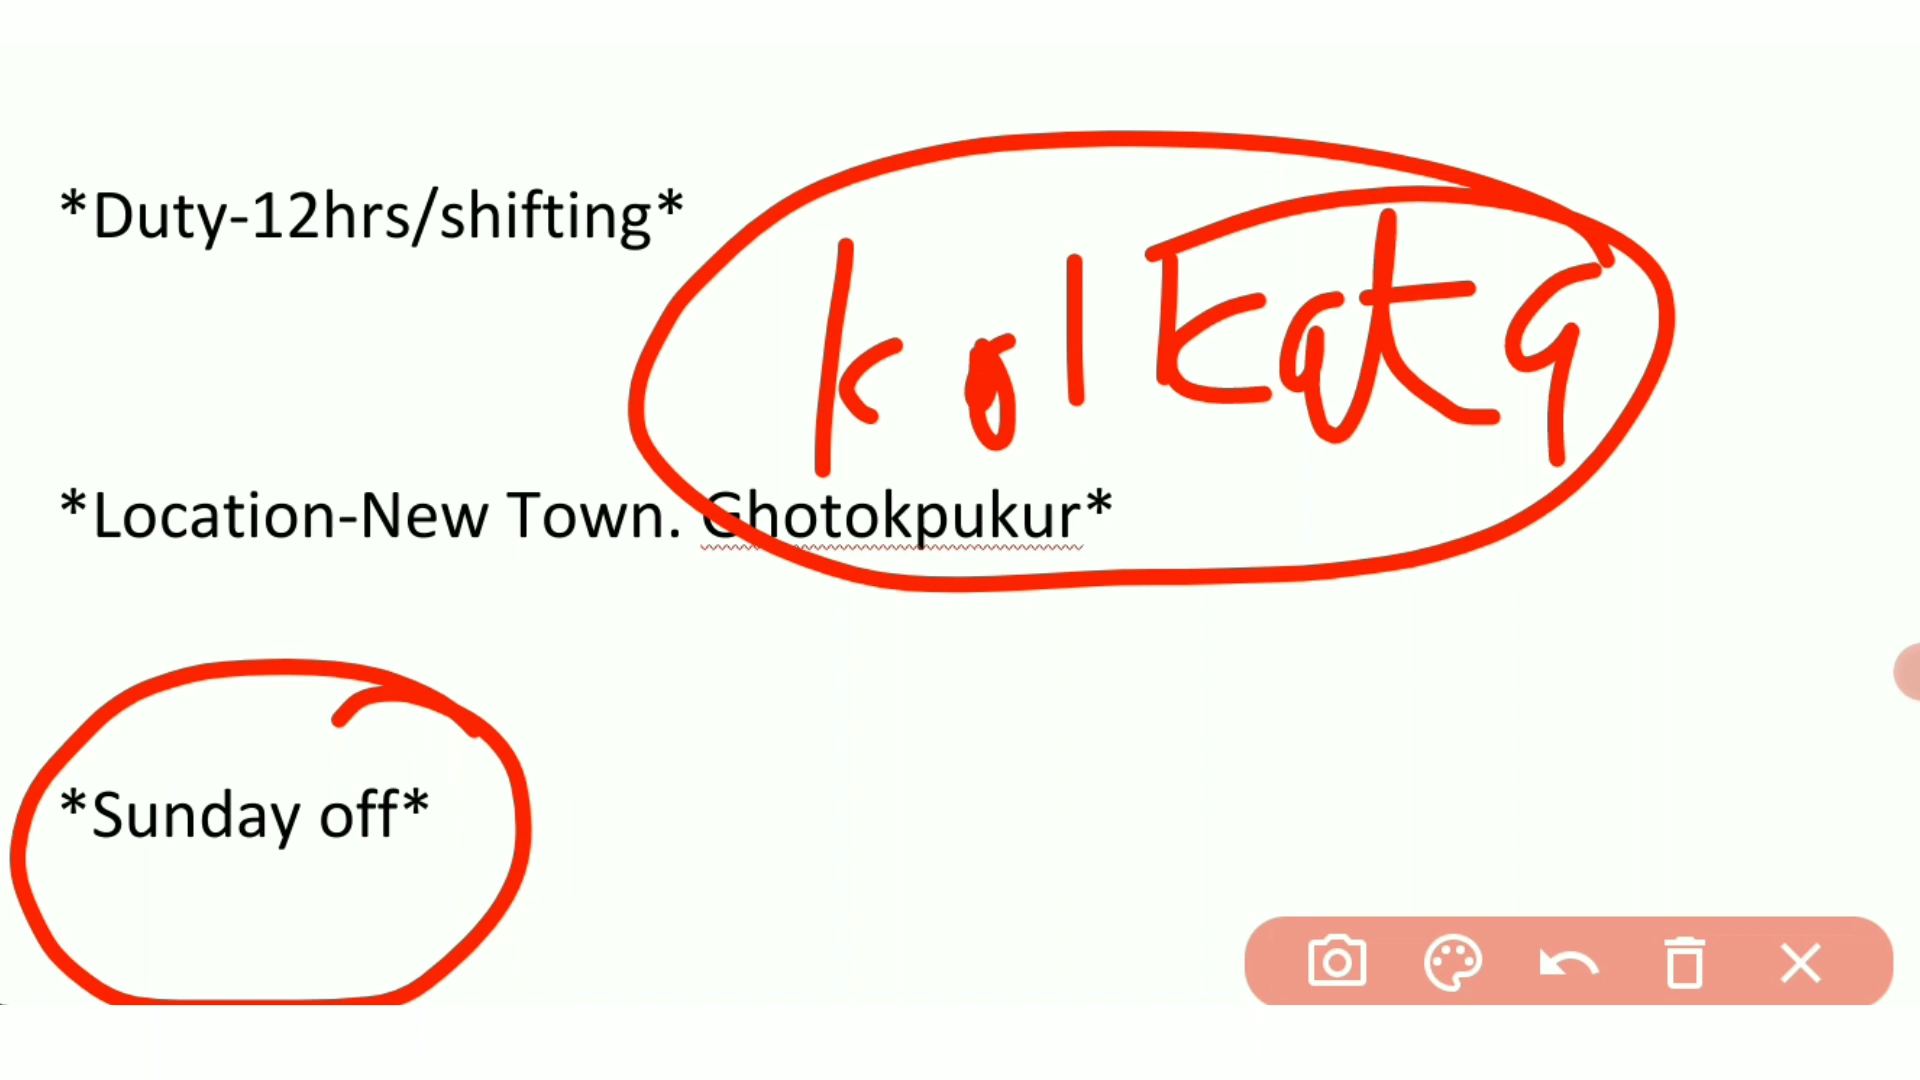 *Duty-12hrs/shifting*
kolkata
*Location-New Town. Ghotokpukur*
*Sunday off*